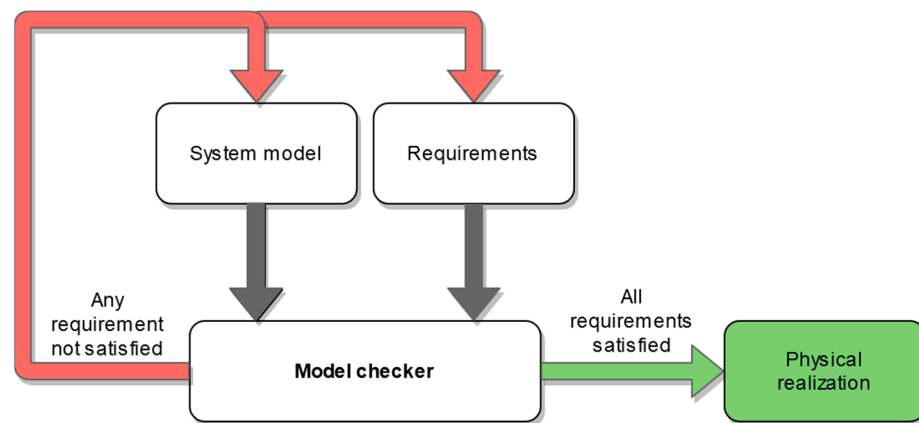 System model
Requirements
Any
requirement
not satisfied
All
requirements
satisfied
Model checker
Physical
realization